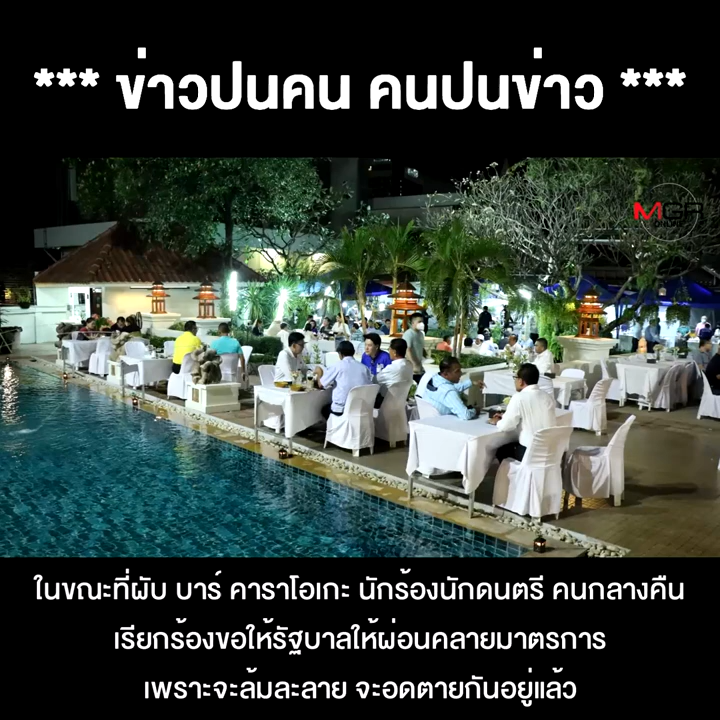 *** ข่าวปนคน คนปนข่าว ***
MGR
ในขณะที่ผับ บาร์ คาราโอเกะ นักร้องนักดนตรี คนกลางคืน
เรียกร้องขอให้รัฐบาลให้ผ่อนคลายมาตรการ
เพราะจะล้มละลาย จะอดตายกันอยู่แล้ว